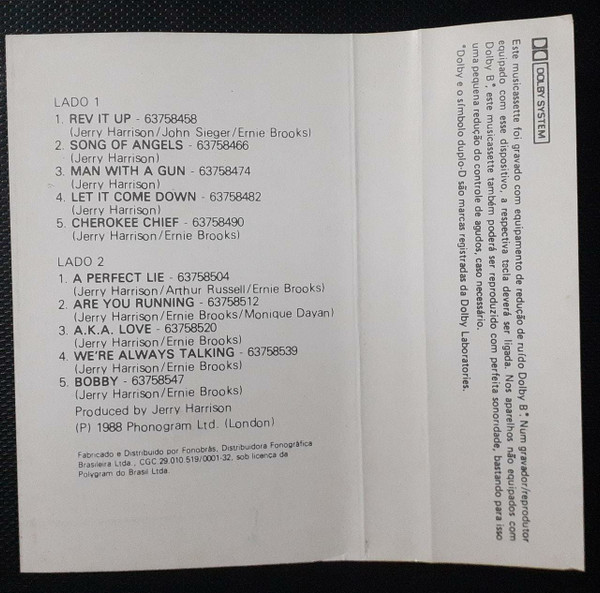 LADO 1
1. REV IT UP - 63758458
(Jerry Harrison/John Sieger/Ernie Brooks)
2. SONG OF ANGELS - 63758466
(Jerry Harrison)
3. MAN WITH A GUN - 63758474
(Jerry Harrison)
4. LET IT COME DOWN - 63758482
(Jerry Harrison)
5. CHEROKEE CHIEF - 63758490
(Jerry Harrison/Ernie Brooks)
LADO 2
1. A PERFECT LIE - 63758504
(Jerry Harrison/Arthur Russell/Ernie Brooks)
2. ARE YOU RUNNING - 63758512
(Jerry Harrison/Ernie Brooks/Monique Dayan)
3. A.K.A. LOVE - 63758520
(Jerry Harrison/Ernie Brooks)
4. WE'RE ALWAYS TALKING - 63758539
(Jerry Harrison/Ernie Brooks)
5. BOBBY - 63758547
(Jerry Harrison/Ernie Brooks)
Produced by Jerry Harrison
(P) 1988 Phonogram Ltd. (London)
Fabricado e Distribuido por Fonobrás, Distribuidora Fonográfica
Brasileira Ltda., CGC 29.010.519/0001-32, sob licença da
Polygram do Brasil Ltda.
DOLBY SYSTEM
Este musicassette foi gravado com equipamento de redução de ruído Dolby B*. Num gravador/reprodutor
equipado com esse dispositivo, a respectiva tecla deverá ser ligada. Nos aparelhos não equipados com
Dolby B*, este musicassette também poderá ser reproduzido com perfeita sonoridade, bastando para isso
uma pequena redução do controle de agudos, caso necessário.
*Dolby e o símbolo duplo-D são marcas registradas da Dolby Laboratories.